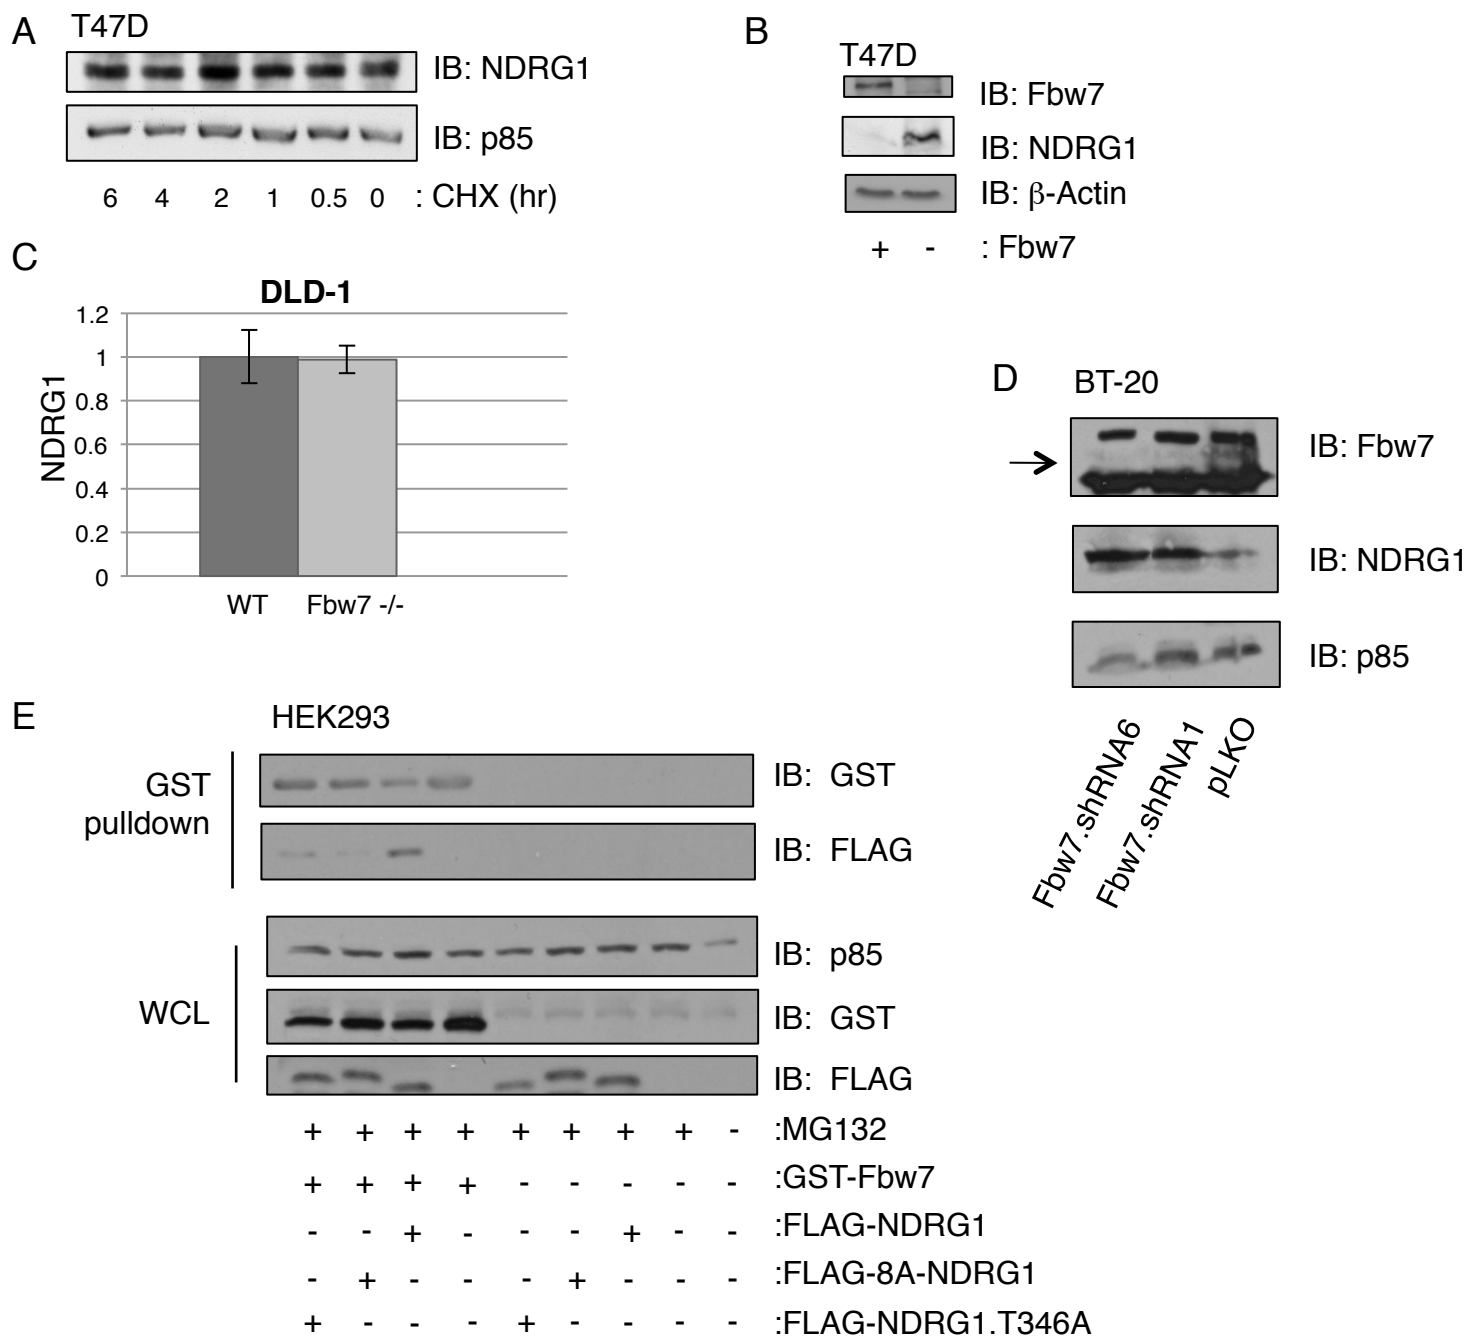 A
T47D
IB: NDRG1
IB: p85
6 4 2 1 0.5 0 : CHX (hr)
B
T47D
IB: Fbw7
IB: NDRG1
IB: β-Actin
+ - : Fbw7
C
DLD-1
NDRG1
1.2
1
0.8
0.6
0.4
0.2
0
WT Fbw7 -/-
D
BT-20
IB: Fbw7
IB: NDRG1
IB: p85
Fbw7.shRNA6
Fbw7.shRNA1
pLKO
E
HEK293
GST
pulldown
IB: GST
IB: FLAG
WCL
IB: p85
IB: GST
IB: FLAG
+ + + + + + + + - :MG132
+ + + + - - - - - :GST-Fbw7
- - + - - - + - - :FLAG-NDRG1
- + - - - + - - - :FLAG-8A-NDRG1
+ - - - + - - - - :FLAG-NDRG1.T346A